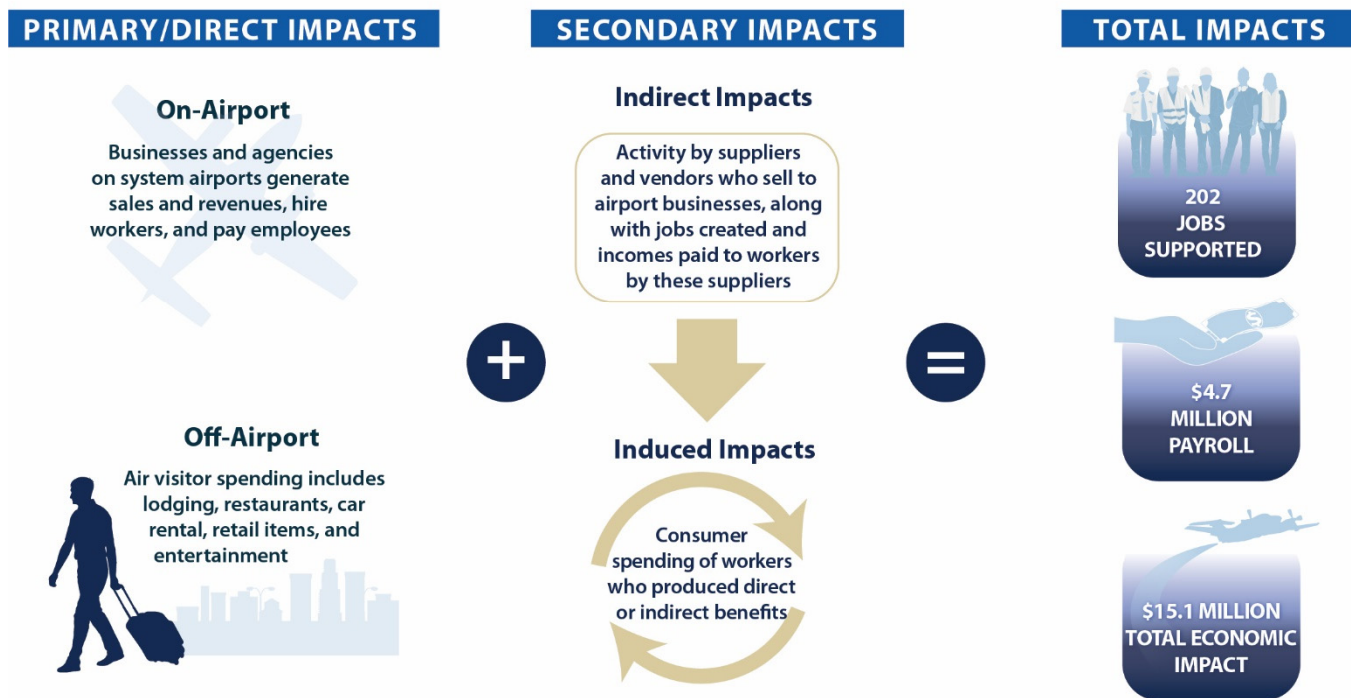 PRIMARY/DIRECT IMPACTS
On-Airport
Businesses and agencies
on system airports generate
sales and revenues, hire
workers, and pay employees
Off-Airport
Air visitor spending includes
lodging, restaurants, car
rental, retail items, and
entertainment
+
SECONDARY IMPACTS
Indirect Impacts
Activity by suppliers
and vendors who sell to
airport businesses, along
with jobs created and
incomes paid to workers
by these suppliers
Induced Impacts
Consumer
spending of workers
who produced direct
or indirect benefits
=
TOTAL IMPACTS
202
JOBS
SUPPORTED
$
$4.7
MILLION
PAYROLL
$15.1 MILLION
TOTAL ECONOMIC
IMPACT